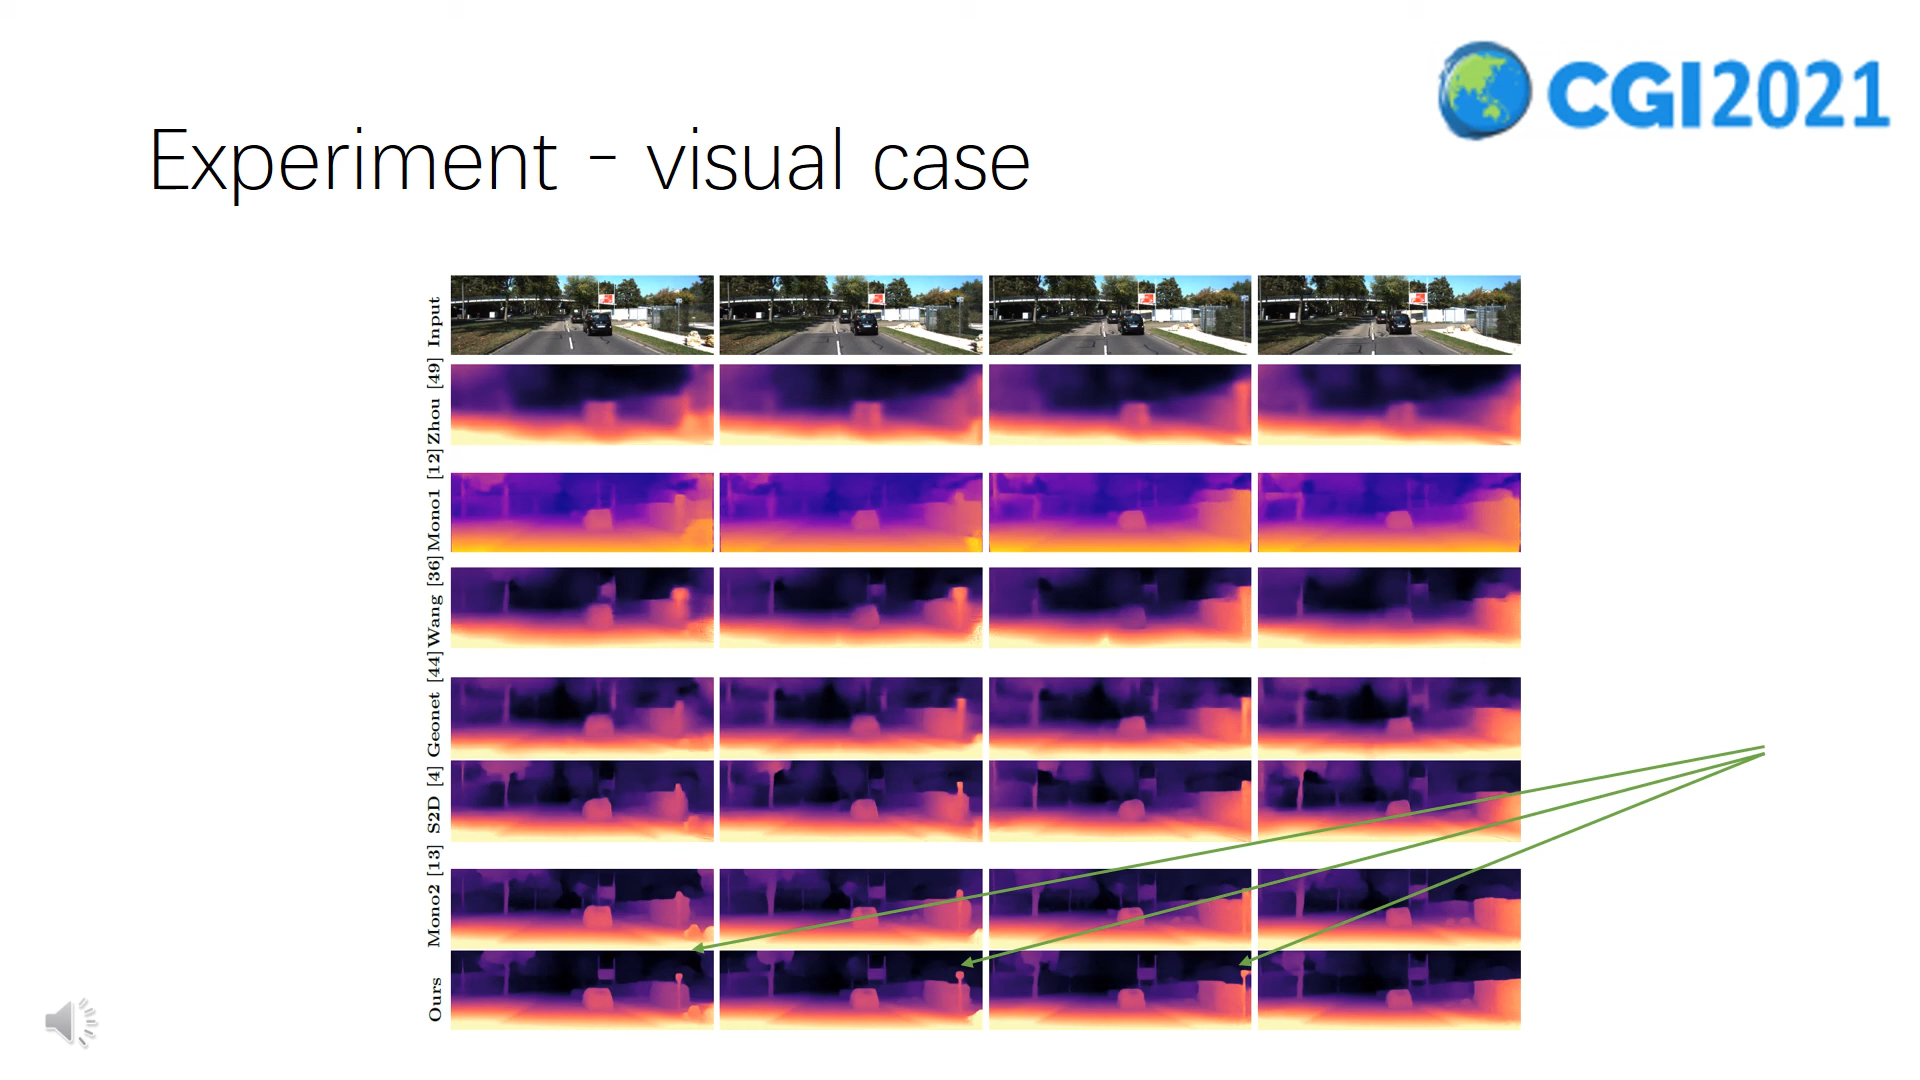 CGI2021
Experiment - visual case
Input
Zhou [49]
Mono1 [12]
Wang [36]
Geonet [44]
S2D [4]
Mono2 [13]
Ours